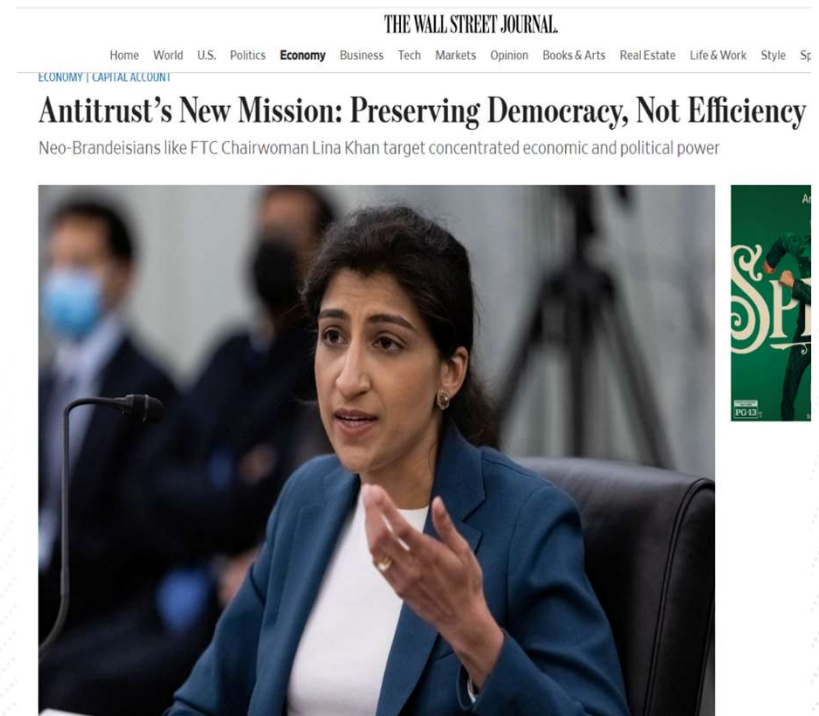 THE WALL STREET JOURNAL.
Home World U.S. Politics Economy Business Tech Markets Opinion Books & Arts Real Estate Life & Work Style
ECONOMY | CAPITAL ACCOUNT
Antitrust's New Mission: Preserving Democracy, Not Efficiency
Neo-Brandeisians like FTC Chairwoman Lina Khan target concentrated economic and political power
PG-13